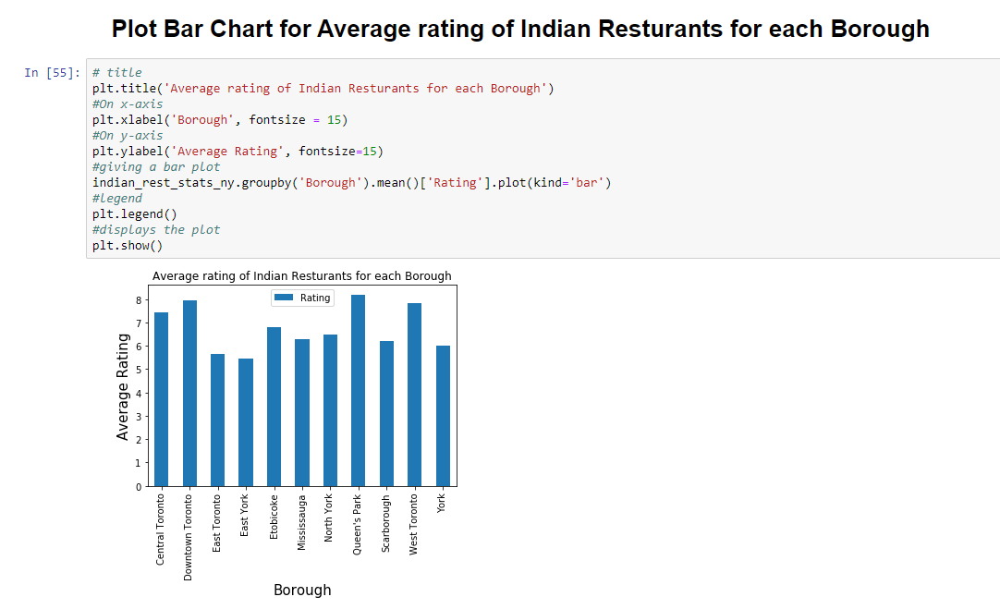 Plot Bar Chart for Average rating of Indian Resturants for each Borough
In [55]:
# title
plt.title('Average rating of Indian Resturants for each Borough')
#On x-axis
plt.xlabel('Borough', fontsize = 15)
#On y-axis
plt.ylabel('Average Rating', fontsize=15)
#giving a bar plot
indian_rest_stats_ny.groupby('Borough').mean()['Rating'].plot(kind='bar')
#legend
plt.legend()
#displays the plot
plt.show()
Average rating of Indian Resturants for each Borough
Rating
Average Rating
8
7
6
5
4
3
2
1
0
Central Toronto
Downtown Toronto
East Toronto
East York
Etobicoke
Mississauga
North York
Queen's Park
Scarborough
West Toronto
York
Borough